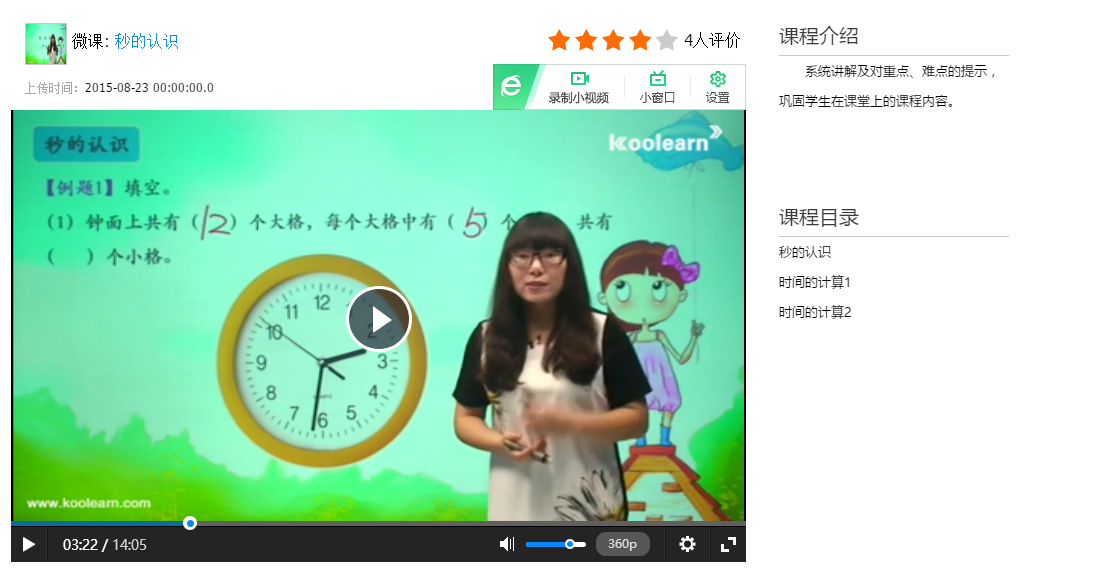 微课: 秒的认识
4人评价
上传时间: 2015-08-23 00:00:00.0
录制小视频
小窗口
设置
秒的认识
koolearn
【例题1】填空。
(1) 钟面上共有 (12) 个大格，每个大格中有 (5) 个
共有
( ) 个小格。
12
11
10
9
8
7
6
5
4
3
2
www.koolearn.com
03:22 / 14:05
360p
课程介绍
系统讲解及对重点、难点的提示，
巩固学生在课堂上的课程内容。
课程目录
秒的认识
时间的计算1
时间的计算2